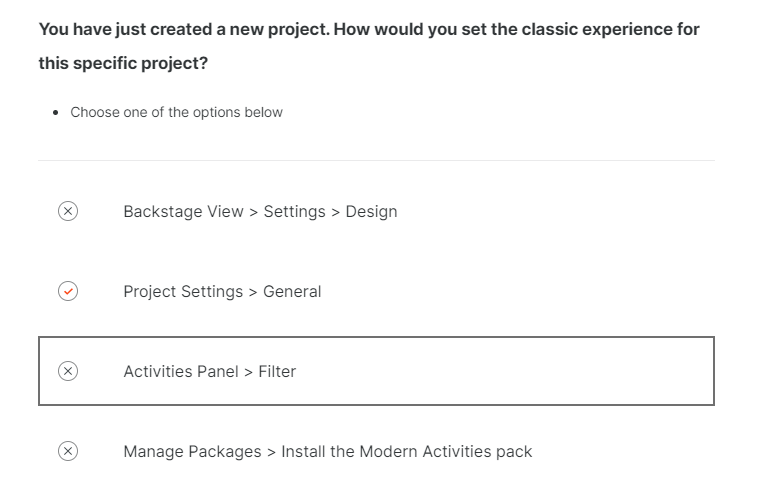 You have just created a new project. How would you set the classic experience for
this specific project?
• Choose one of the options below
Backstage View > Settings > Design
Project Settings > General
Activities Panel > Filter
Manage Packages > Install the Modern Activities pack